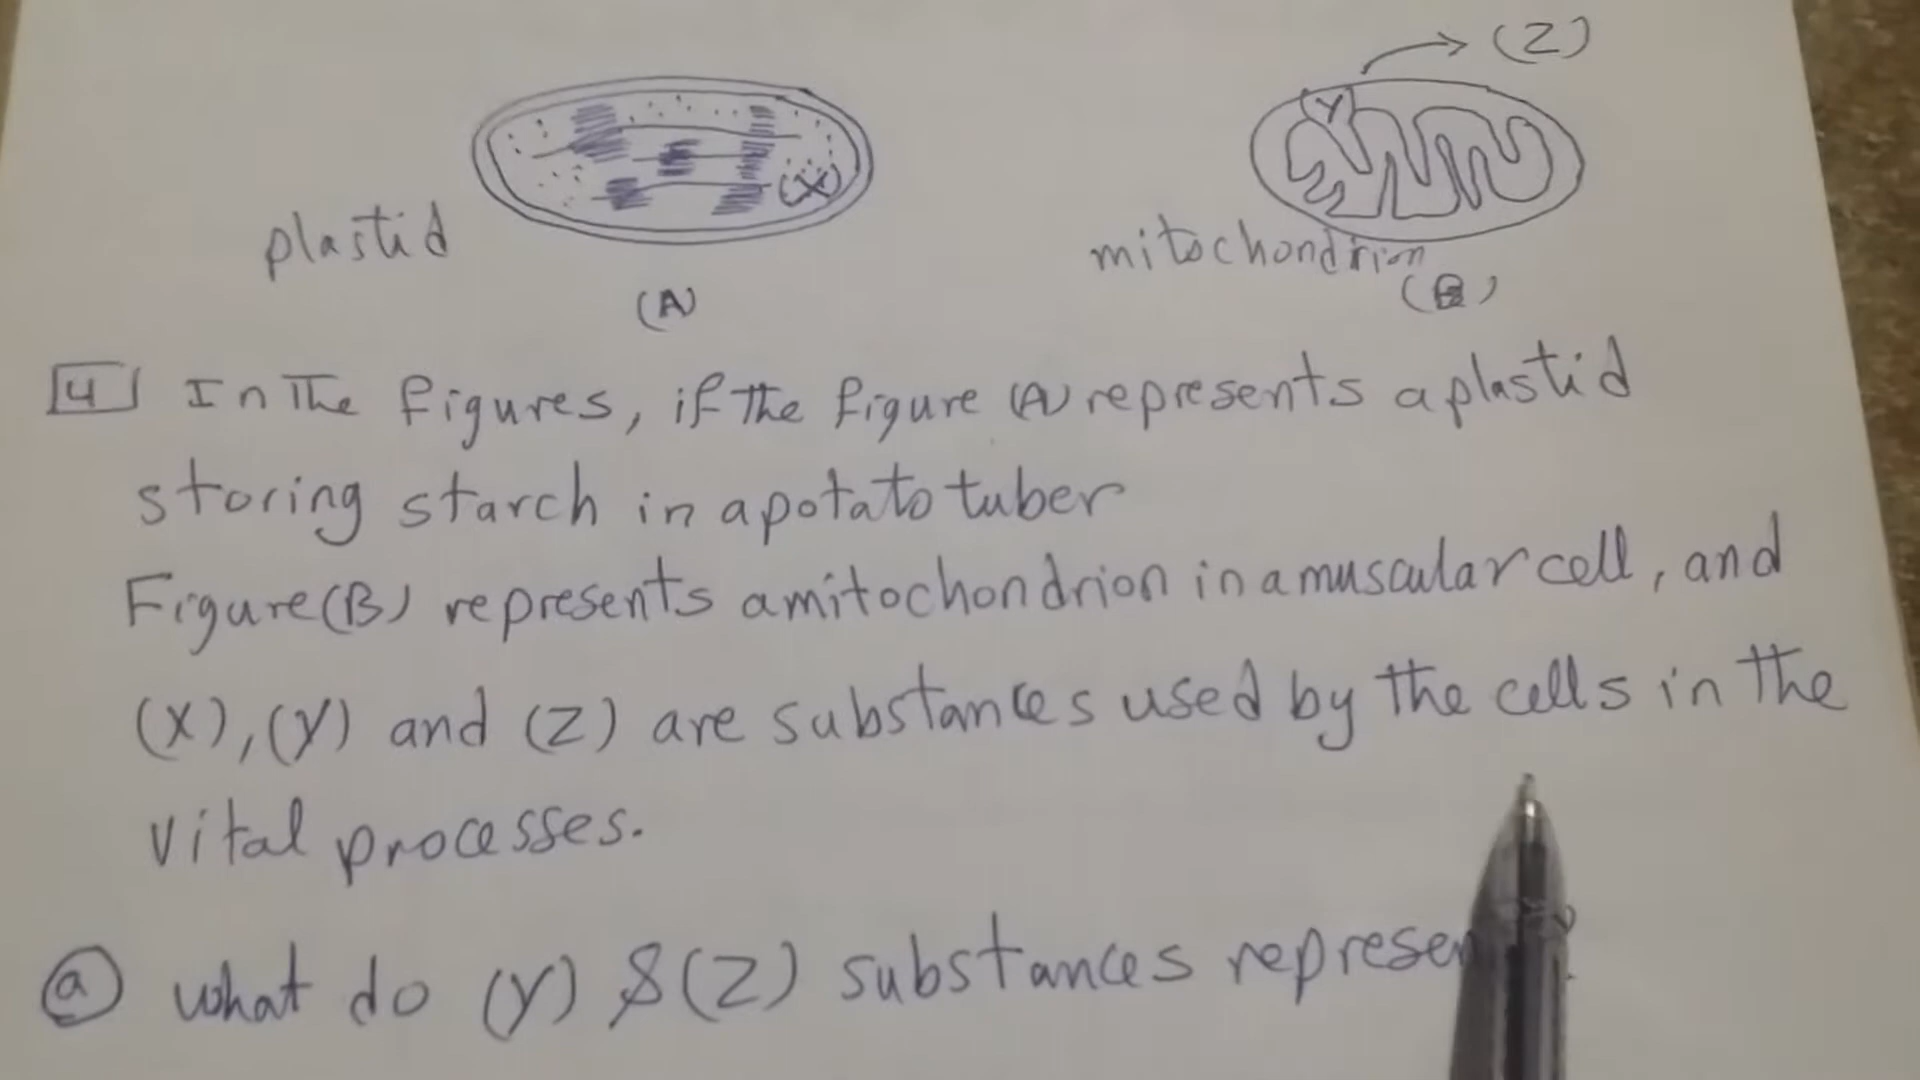 (Z)
Y
(X)
plastid
mitochondrion
(A)
(B)
4 In The figures, if the figure (A) represents a plastid
storing starch in a potato tuber
Figure (B) represents a mitochondrion in a muscular cell, and
(X), (Y) and (Z) are substances used by the cells in the
vital processes.
a what do (Y) & (Z) substances